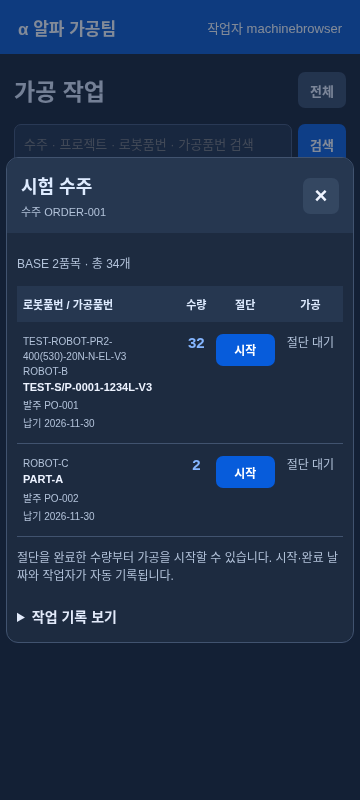 α 알파 가공팀
작업자 machinebrowser
가공 작업
전체
수주 · 프로젝트 · 로봇품번 · 가공품번 검색
검색
시험 수주
수주 ORDER-001
×
BASE 2품목 · 총 34개
로봇품번 / 가공품번 수량 절단 가공
TEST-ROBOT-PR2-
400(530)-20N-N-EL-V3
ROBOT-B
TEST-S/P-0001-1234L-V3
발주 PO-001
납기 2026-11-30
32
시작
절단 대기
ROBOT-C
PART-A
발주 PO-002
납기 2026-11-30
2
시작
절단 대기
절단을 완료한 수량부터 가공을 시작할 수 있습니다. 시작·완료 날
짜와 작업자가 자동 기록됩니다.
▶ 작업 기록 보기